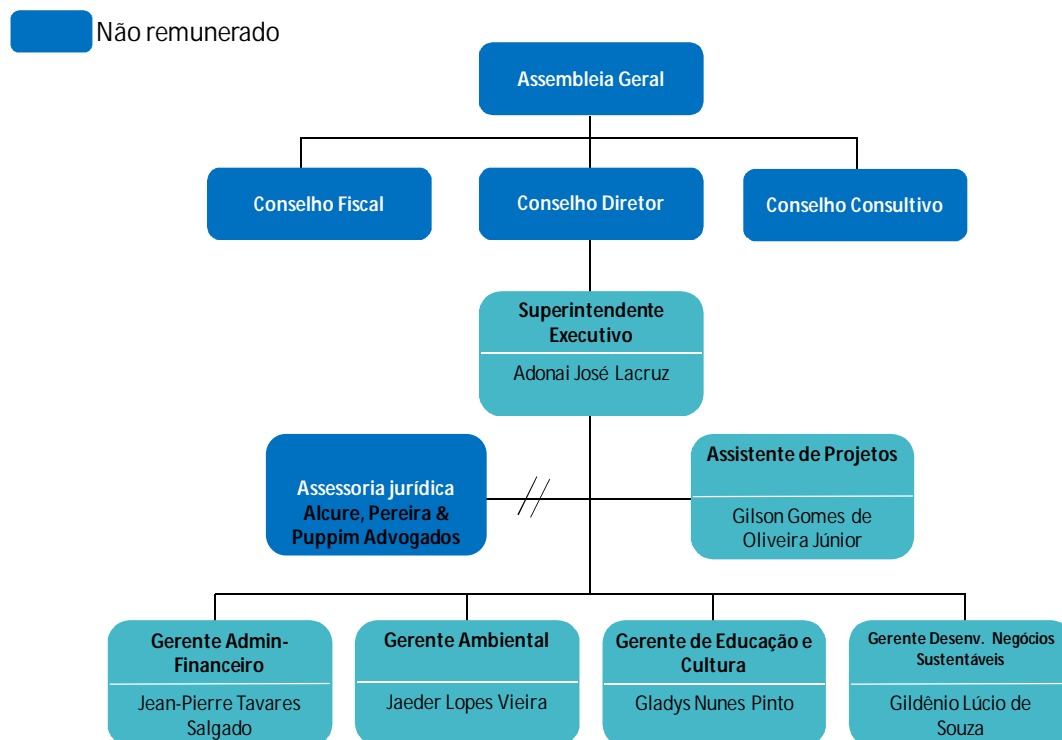 Não remunerado
Assembleia Geral
Conselho Fiscal
Conselho Diretor
Conselho Consultivo
Superintendente
Executivo
Adonai José Lacruz
Assessoria jurídica
Alcure, Pereira &
Puppim Advogados
Assistente de Projetos
Gilson Gomes de
Oliveira Júnior
Gerente Admin-
Financeiro
Jean-Pierre Tavares
Salgado
Gerente Ambiental
Jaeder Lopes Vieira
Gerente de Educação e
Cultura
Gladys Nunes Pinto
Gerente Desenv. Negócios
Sustentáveis
Gildênio Lúcio de
Souza